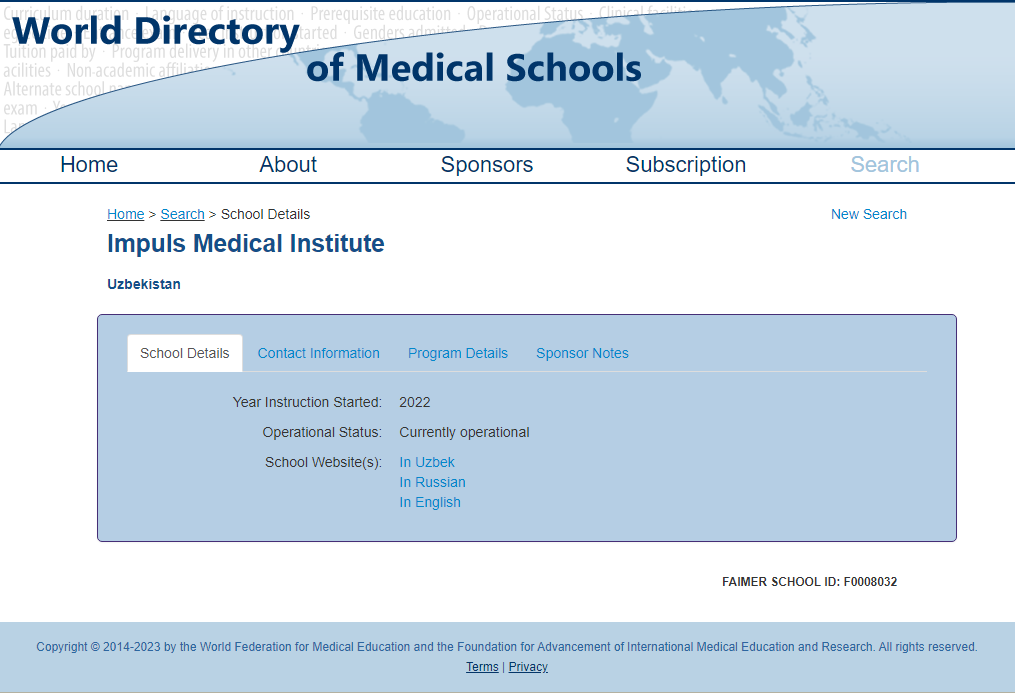 Curriculum duration · Language of instruction · Prerequisite education · Operational Status · Clinical facilities
World Directory
of Medical Schools
started · Genders admitted
Tuition paid by · Program delivery in other
acilities · Non-academic affiliati
Alternate school
exam ·
Home About Sponsors Subscription Search
Home > Search > School Details New Search
Impuls Medical Institute
Uzbekistan
School Details Contact Information Program Details Sponsor Notes
Year Instruction Started: 2022
Operational Status: Currently operational
School Website(s): In Uzbek
In Russian
In English
FAIMER SCHOOL ID: F0008032
Copyright © 2014-2023 by the World Federation for Medical Education and the Foundation for Advancement of International Medical Education and Research. All rights reserved.
Terms | Privacy